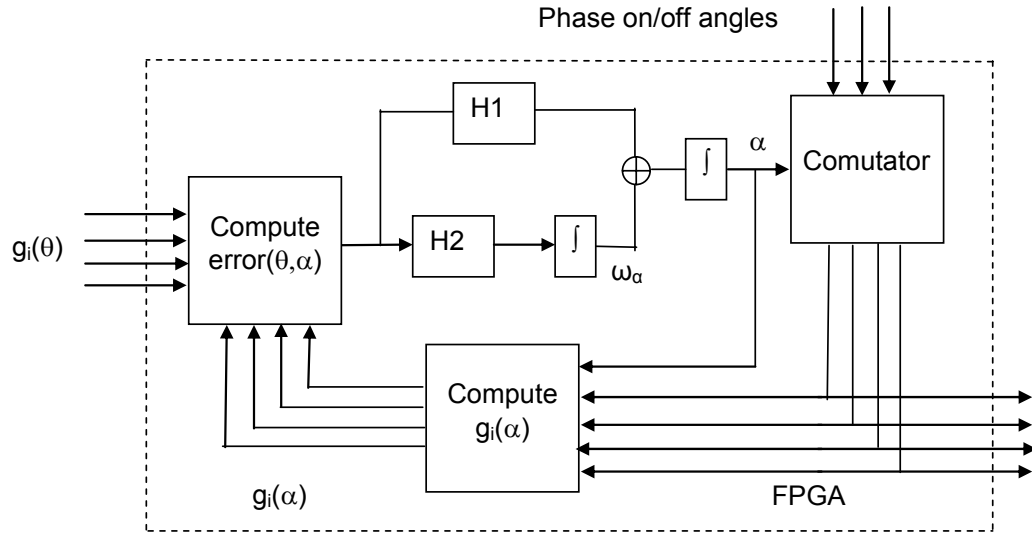 Phase on/off angles
H1
∫
α
Comutator
Compute
error(θ,α)
H2
∫
ωα
gi(θ)
Compute
gi(α)
gi(α)
FPGA